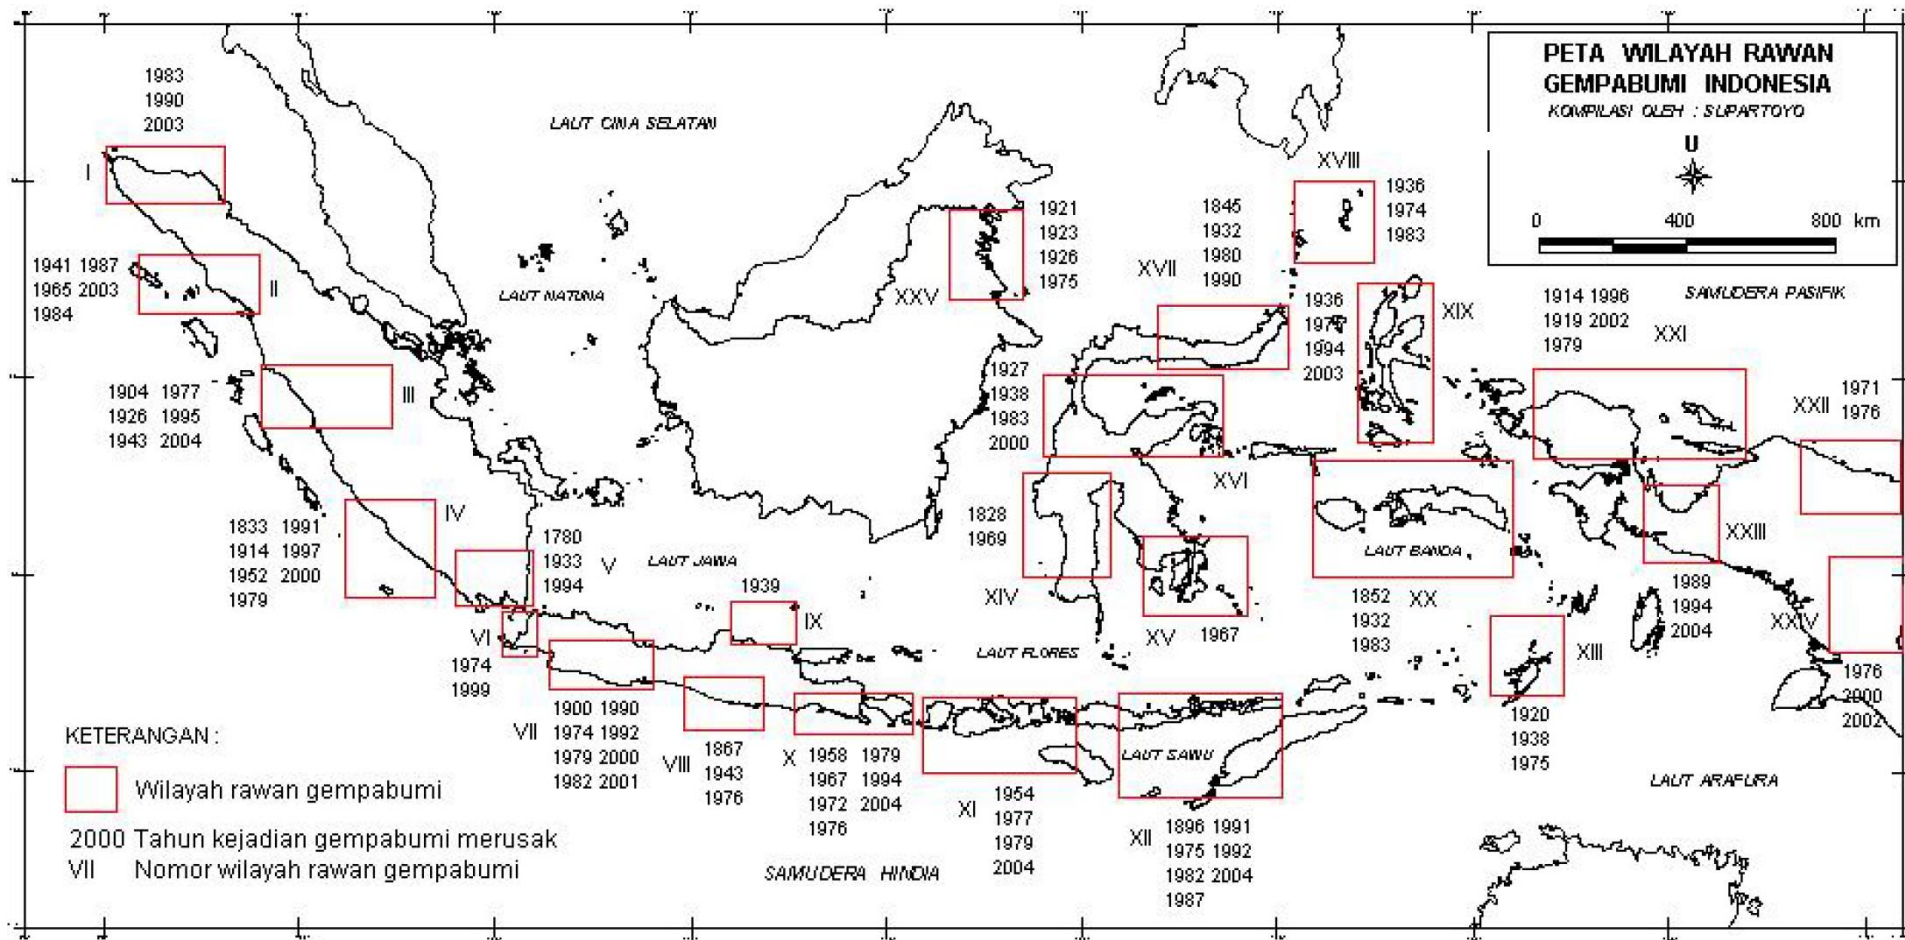 PETA WILAYAH RAWAN
GEMPABUMI INDONESIA
KOMPILASI OLEH : SUPARTOYO
U
0 400 800 km
1983
1990
2003
I
LAUT CINA SELATAN
XVIII
1936
1974
1983
1921
1923
1926
1975
XXV
1845
1932
1980
1990
XVII
1941 1987
1965 2003
1984
II
LAUT NATUNA
SAMUDERA PASIFIK
1936
1994
2003
XIX
1914 1996
1919 2002
1979
XXI
1904 1977
1926 1995
1943 2004
III
1927
1938
1983
2000
XVI
XXII
1971
1976
1833 1991
1914 1997
1952 2000
1979
IV
1780
1933
1994
V
LAUT JAWA
1828
1969
XIV
LAUT BANDA
1852
1932
1983
XX
XXIII
1989
1994
2004
XXIV
1976
2000
2002
VI
1974
1999
1939
IX
XV 1967
LAUT FLORES
XIII
1920
1938
1975
VII
1900 1990
1974 1992
1979 2000
1982 2001
VIII
1867
1943
1976
X
1958 1979
1967 1994
1972 2004
1976
XI
1954
1977
1979
2004
LAUT SAWU
XII
1896 1991
1975 1992
1982 2004
1987
LAUT ARAFURA
SAMUDERA HINDIA
KETERANGAN :
Wilayah rawan gempabumi
2000 Tahun kejadian gempabumi merusak
VII Nomor wilayah rawan gempabumi